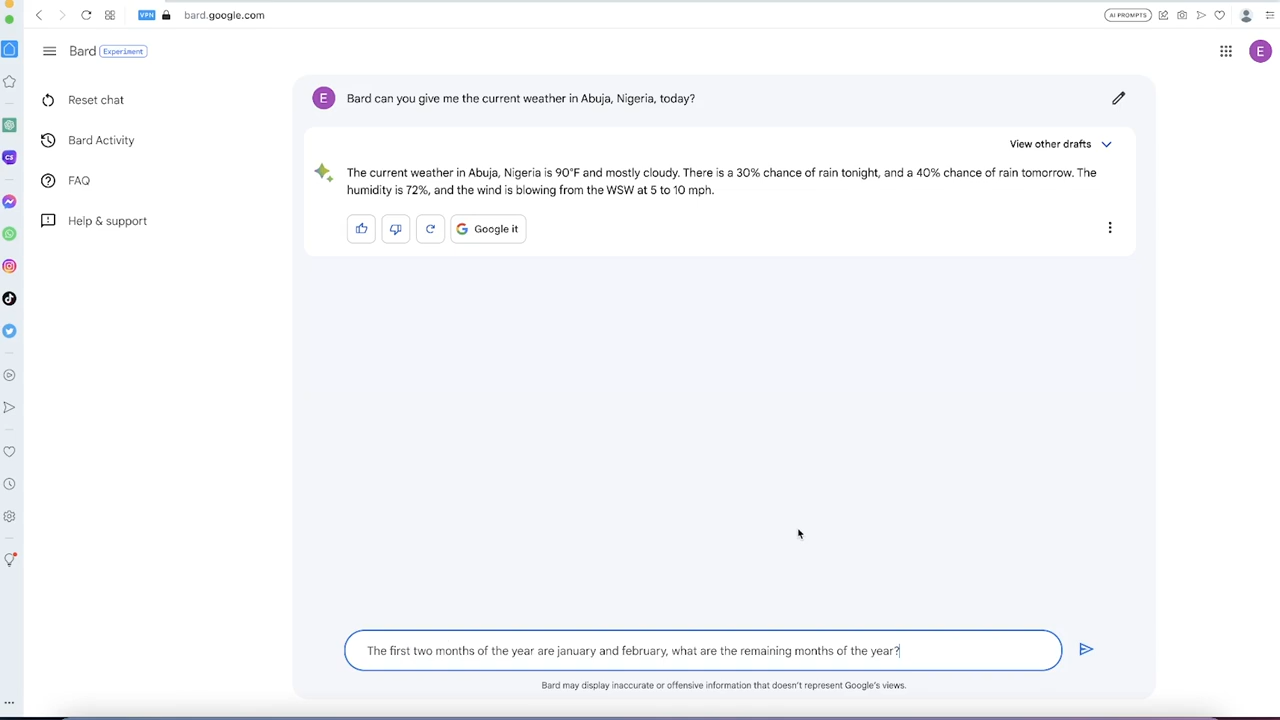 VPN
bard.google.com
AI PROMPTS
Bard
Experiment
E
Reset chat
Bard Activity
FAQ
Help & support
E
Bard can you give me the current weather in Abuja, Nigeria, today?
View other drafts
The current weather in Abuja, Nigeria is 90°F and mostly cloudy. There is a 30% chance of rain tonight, and a 40% chance of rain tomorrow. The
humidity is 72%, and the wind is blowing from the WSW at 5 to 10 mph.
Google it
The first two months of the year are january and february, what are the remaining months of the year?
Bard may display inaccurate or offensive information that doesn't represent Google's views.
CS